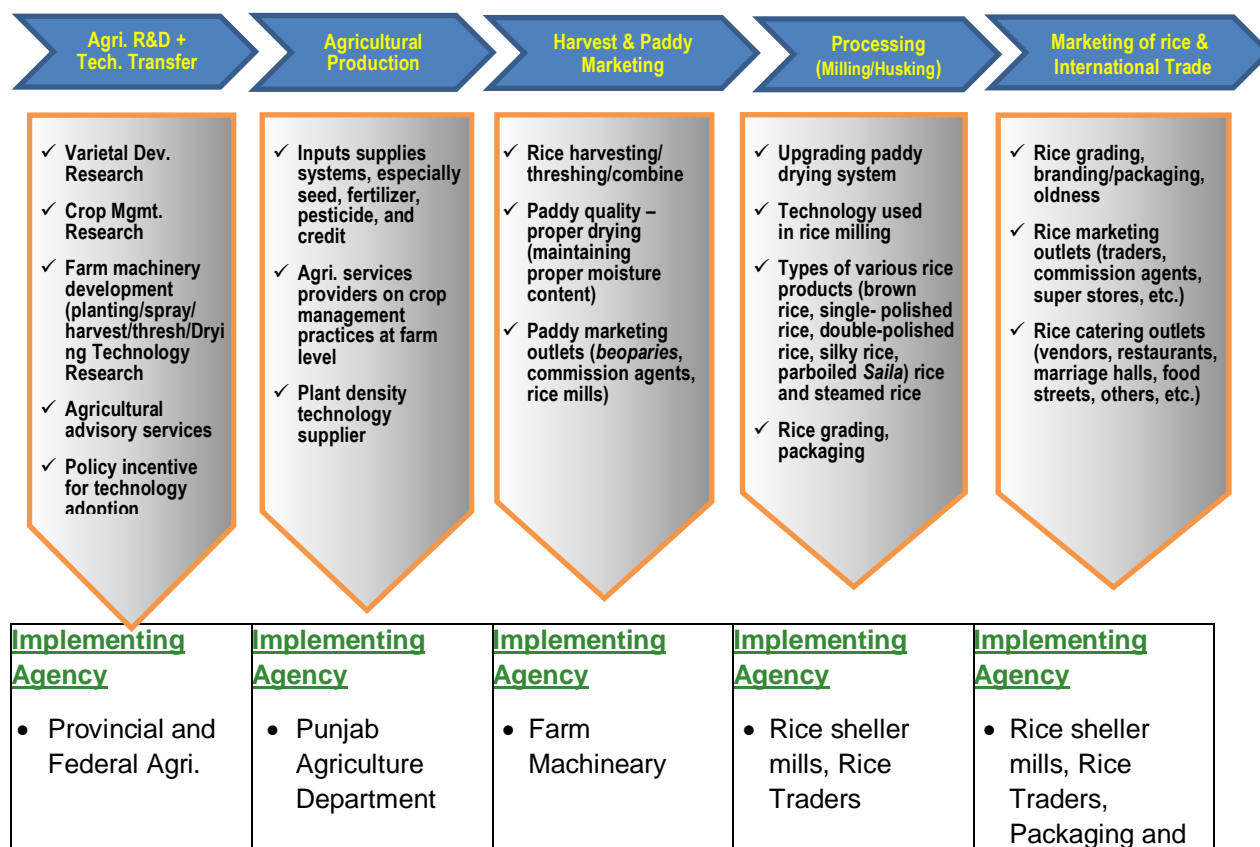 Agri. R&D +
Tech. Transfer
Agricultural
Production
Harvest & Paddy
Marketing
Processing
(Milling/Husking)
Marketing of rice &
International Trade
✓ Varietal Dev.
Research
✓ Crop Mgmt.
Research
✓ Farm machinery
development
(planting/spray/
harvest/thresh/Dryi
ng Technology
Research
✓ Agricultural
advisory services
✓ Policy incentive
for technology
adoption
✓ Inputs supplies
systems, especially
seed, fertilizer,
pesticide, and
credit
✓ Agri. services
providers on crop
management
practices at farm
level
✓ Plant density
technology
supplier
✓ Rice harvesting/
threshing/combine
✓ Paddy quality –
proper drying
(maintaining
proper moisture
content)
✓ Paddy marketing
outlets (beoparies,
commission agents,
rice mills)
✓ Upgrading paddy
drying system
✓ Technology used
in rice milling
✓ Types of various rice
products (brown
rice, single- polished
rice, double-polished
rice, silky rice,
parboiled Saila) rice
and steamed rice
✓ Rice grading,
packaging
✓ Rice grading,
branding/packaging,
oldness
✓ Rice marketing
outlets (traders,
commission agents,
super stores, etc.)
✓ Rice catering outlets
(vendors, restaurants,
marriage halls, food
streets, others, etc.)
Implementing
Agency
• Provincial and
Federal Agri.
Implementing
Agency
• Punjab
Agriculture
Department
Implementing
Agency
• Farm
Machineary
Implementing
Agency
• Rice sheller
mills, Rice
Traders
Implementing
Agency
• Rice sheller
mills, Rice
Traders,
Packaging and